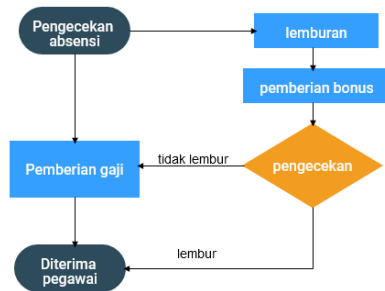 Pengecekan
absensi
lemburan
pemberian bonus
tidak lembur
pengecekan
Pemberian gaji
lembur
Diterima
pegawai